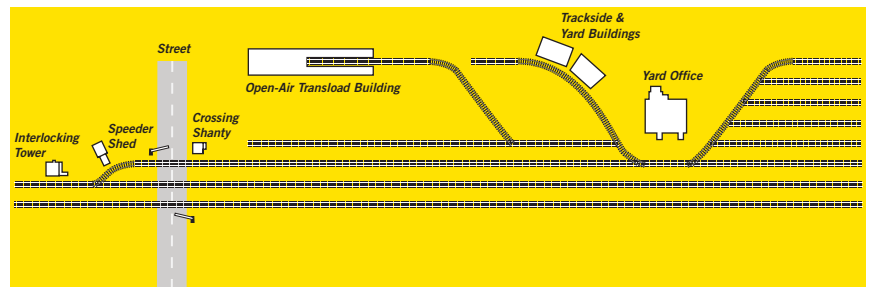 Trackside &
Yard Buildings
Street
Yard Office
Open-Air Transload Building
Crossing
Shanty
Speeder
Shed
Interlocking
Tower